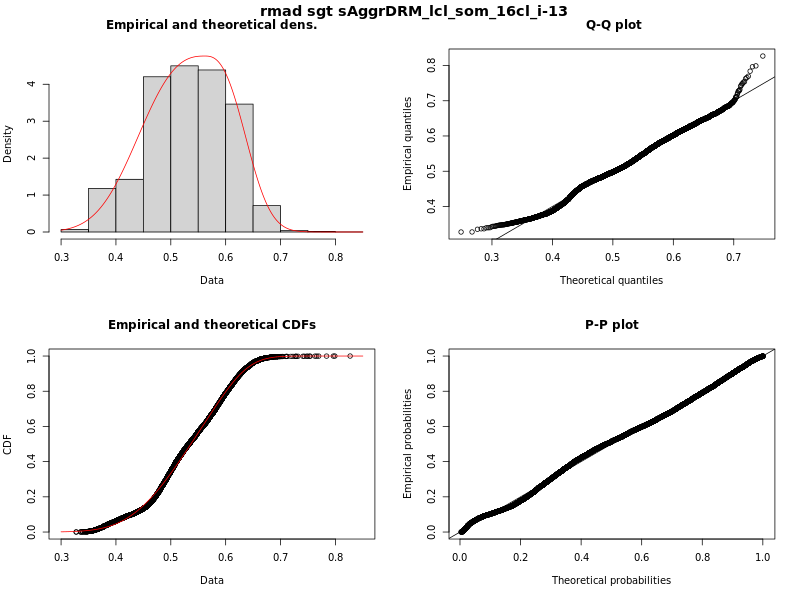 rmad sgt sAggrDRM_lcl_som_16cl_i-13
Empirical and theoretical dens.
Density
0 1 2 3 4
0.3 0.4 0.5 0.6 0.7 0.8
Data
Q-Q plot
Empirical quantiles
0.4 0.5 0.6 0.7 0.8
0.3 0.4 0.5 0.6 0.7
Theoretical quantiles
Empirical and theoretical CDFs
CDF
0.0 0.2 0.4 0.6 0.8 1.0
0.3 0.4 0.5 0.6 0.7 0.8
Data
P-P plot
Empirical probabilities
0.0 0.2 0.4 0.6 0.8 1.0
0.0 0.2 0.4 0.6 0.8 1.0
Theoretical probabilities